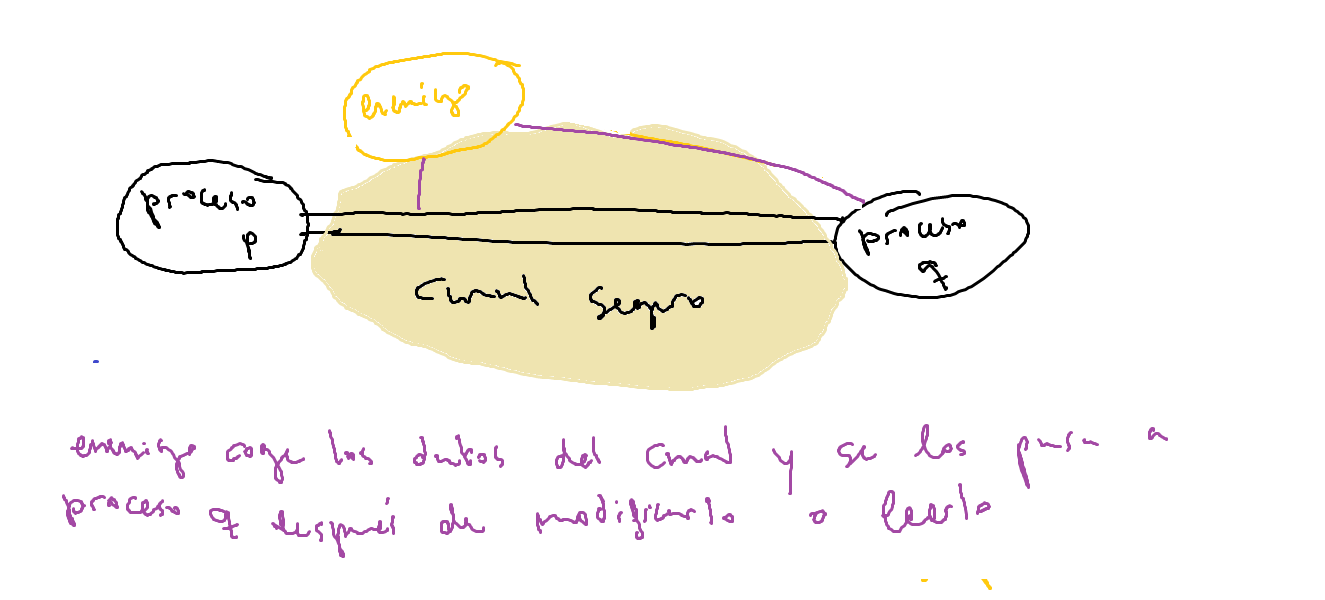 enemigo
proceso
p
proceso
q
Canal seguro
enemigo coge los datos del canal y se los pasa a
proceso q después de modificarlo o leerlo